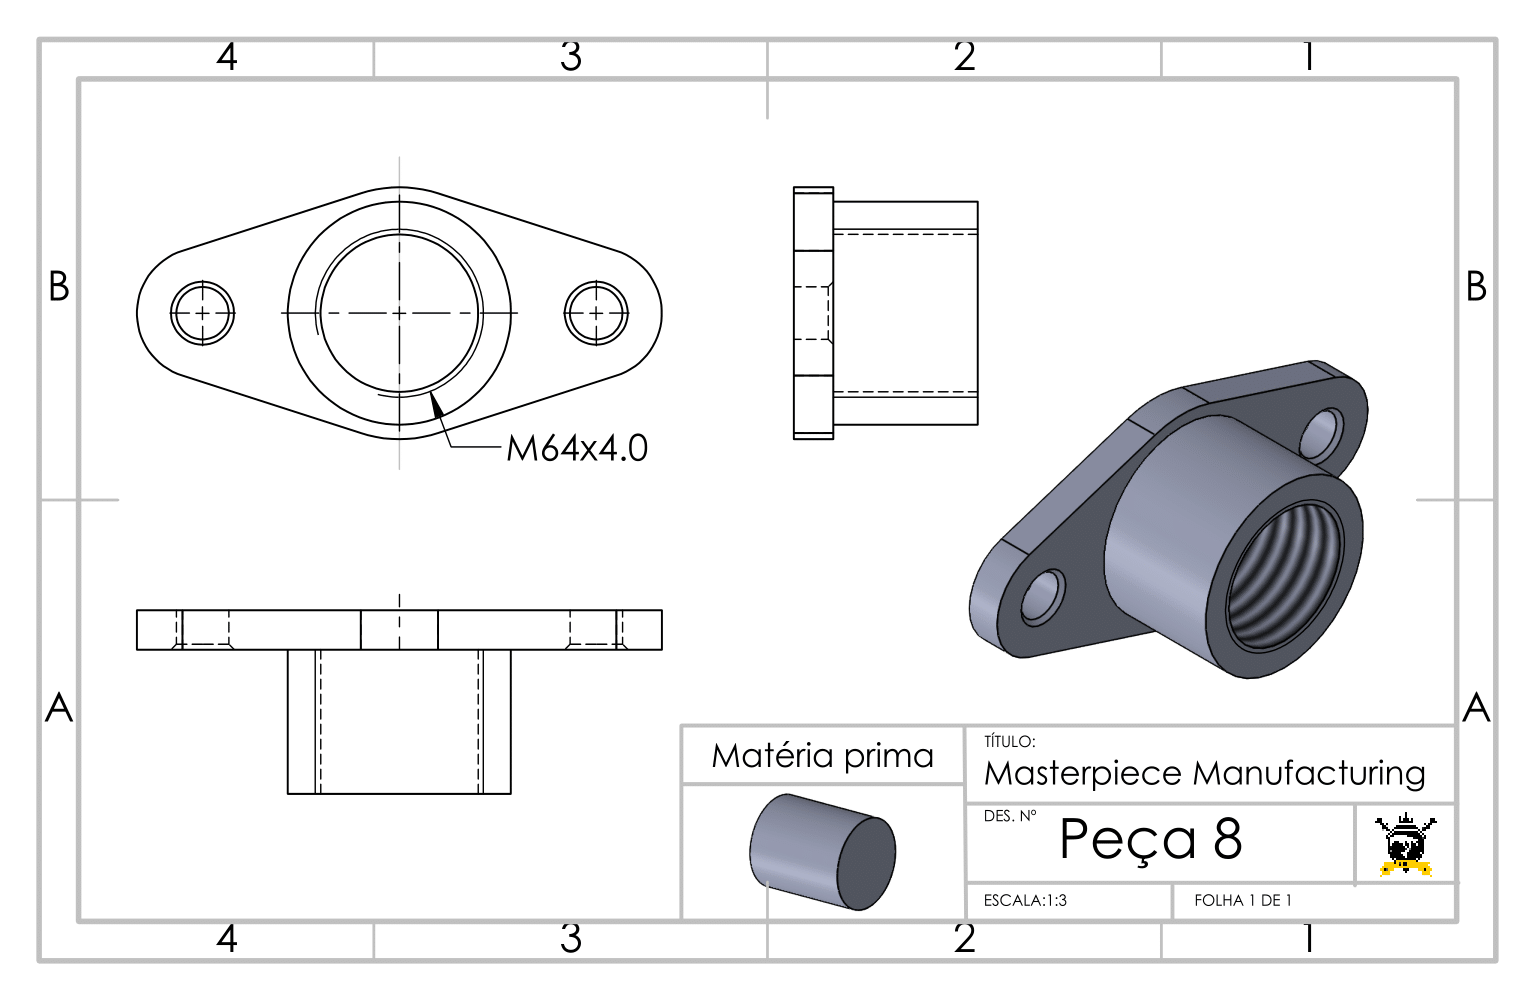 4 3 2 1
B B
M64x4.0
A A
Matéria prima
TÍTULO:
Masterpiece Manufacturing
DES. Nº
Peça 8
ESCALA:1:3
FOLHA 1 DE 1
4 3 2 1